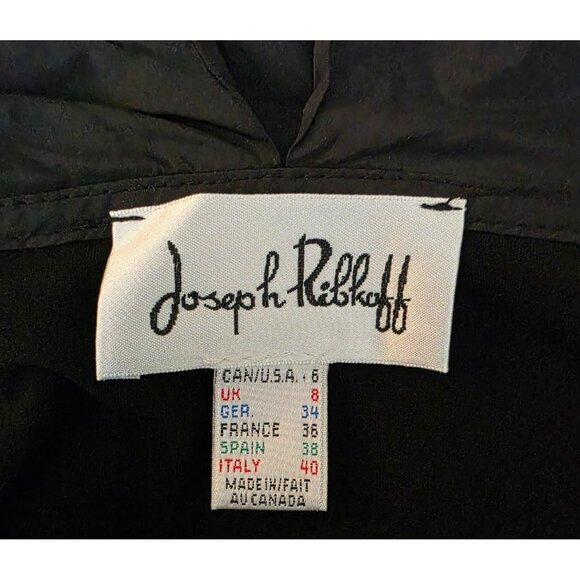 Joseph Ribkoff
CAN/U.S.A. · 6
UK 8
GER. 34
FRANCE 36
SPAIN 38
ITALY 40
MADE IN/FAIT
AU CANADA